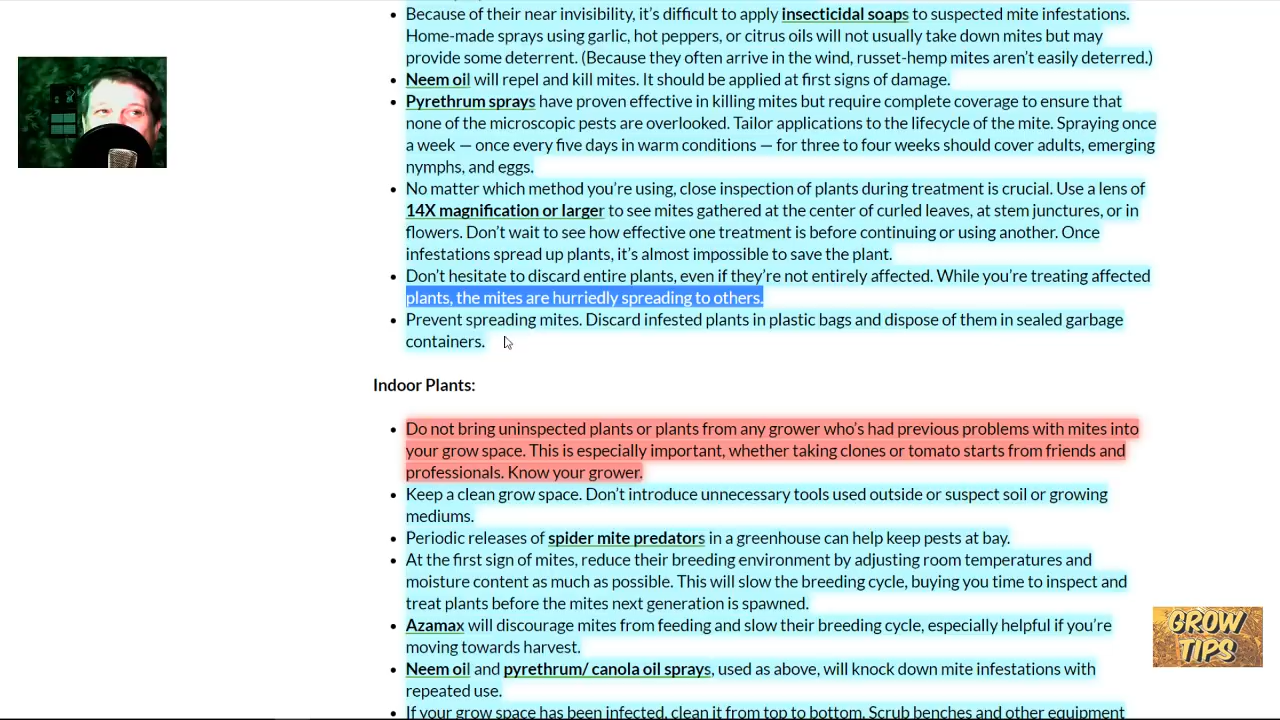 Because of their near invisibility, it’s difficult to apply insecticidal soaps to suspected mite infestations.
Home-made sprays using garlic, hot peppers, or citrus oils will not usually take down mites but may
provide some deterrent. (Because they often arrive in the wind, russet-hemp mites aren’t easily deterred.)
Neem oil will repel and kill mites. It should be applied at first signs of damage.
Pyrethrum sprays have proven effective in killing mites but require complete coverage to ensure that
none of the microscopic pests are overlooked. Tailor applications to the lifecycle of the mite. Spraying once
a week — once every five days in warm conditions — for three to four weeks should cover adults, emerging
nymphs, and eggs.
No matter which method you’re using, close inspection of plants during treatment is crucial. Use a lens of
14X magnification or larger to see mites gathered at the center of curled leaves, at stem junctures, or in
flowers. Don’t wait to see how effective one treatment is before continuing or using another. Once
infestations spread up plants, it’s almost impossible to save the plant.
Don’t hesitate to discard entire plants, even if they’re not entirely affected. While you’re treating affected
plants, the mites are hurriedly spreading to others.
Prevent spreading mites. Discard infested plants in plastic bags and dispose of them in sealed garbage
containers.
Indoor Plants:
Do not bring uninspected plants or plants from any grower who’s had previous problems with mites into
your grow space. This is especially important, whether taking clones or tomato starts from friends and
professionals. Know your grower.
Keep a clean grow space. Don’t introduce unnecessary tools used outside or suspect soil or growing
mediums.
Periodic releases of spider mite predators in a greenhouse can help keep pests at bay.
At the first sign of mites, reduce their breeding environment by adjusting room temperatures and
moisture content as much as possible. This will slow the breeding cycle, buying you time to inspect and
treat plants before the mites next generation is spawned.
Azamax will discourage mites from feeding and slow their breeding cycle, especially helpful if you’re
moving towards harvest.
Neem oil and pyrethrum/ canola oil sprays, used as above, will knock down mite infestations with
repeated use.
If your grow space has been infected, clean it from top to bottom. Scrub benches and other equipment
GROW
TIPS